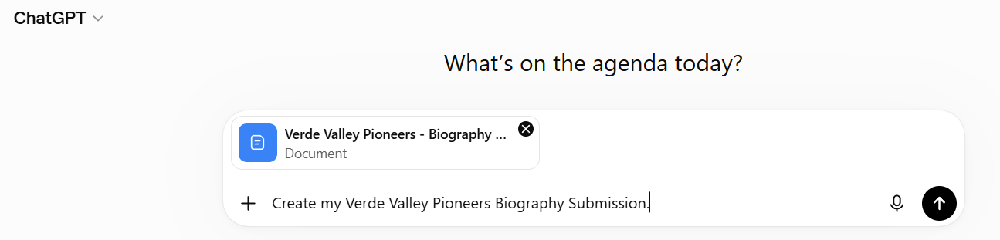 ChatGPT
What's on the agenda today?
Verde Valley Pioneers - Biography ...
Document
Create my Verde Valley Pioneers Biography Submission.